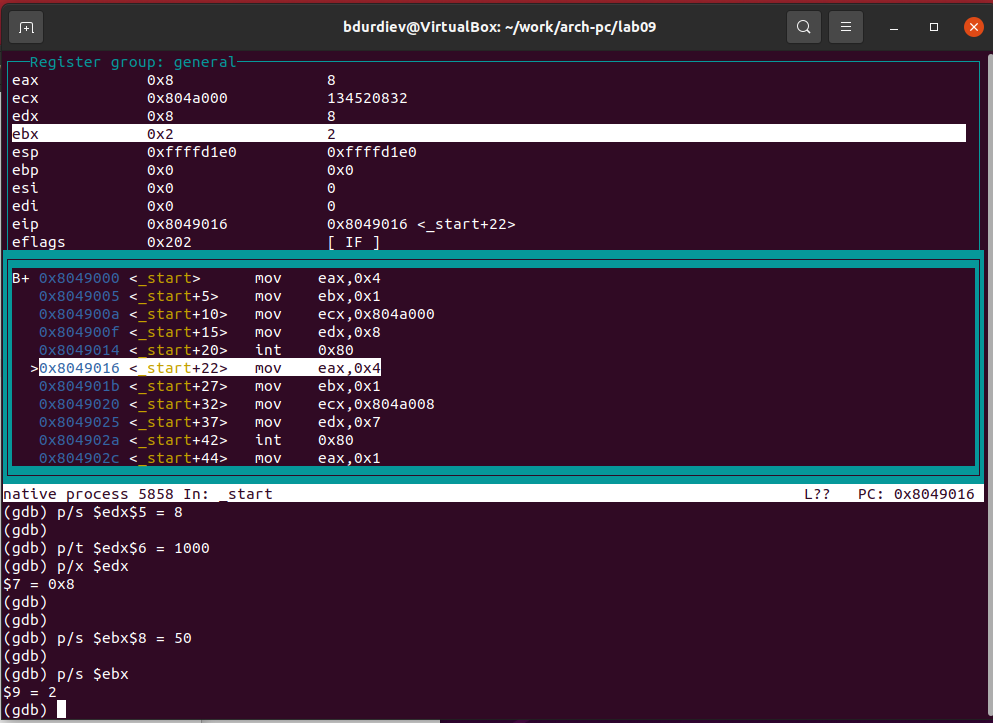 bdurdiev@VirtualBox: ~/work/arch-pc/lab09
Register group: general
eax 0x8 8
ecx 0x804a000 134520832
edx 0x8 8
ebx 0x2 2
esp 0xffffd1e0 0xffffd1e0
ebp 0x0 0x0
esi 0x0 0
edi 0x0 0
eip 0x8049016 0x8049016 <_start+22>
eflags 0x202 [ IF ]
B+ 0x8049000 <_start> mov eax,0x4
0x8049005 <_start+5> mov ebx,0x1
0x804900a <_start+10> mov ecx,0x804a000
0x804900f <_start+15> mov edx,0x8
0x8049014 <_start+20> int 0x80
>0x8049016 <_start+22> mov eax,0x4
0x804901b <_start+27> mov ebx,0x1
0x8049020 <_start+32> mov ecx,0x804a008
0x8049025 <_start+37> mov edx,0x7
0x804902a <_start+42> int 0x80
0x804902c <_start+44> mov eax,0x1
native process 5858 In: _start L?? PC: 0x8049016
(gdb) p/s $edx$5 = 8
(gdb)
(gdb) p/t $edx$6 = 1000
(gdb) p/x $edx
$7 = 0x8
(gdb)
(gdb)
(gdb) p/s $ebx$8 = 50
(gdb)
(gdb) p/s $ebx
$9 = 2
(gdb)